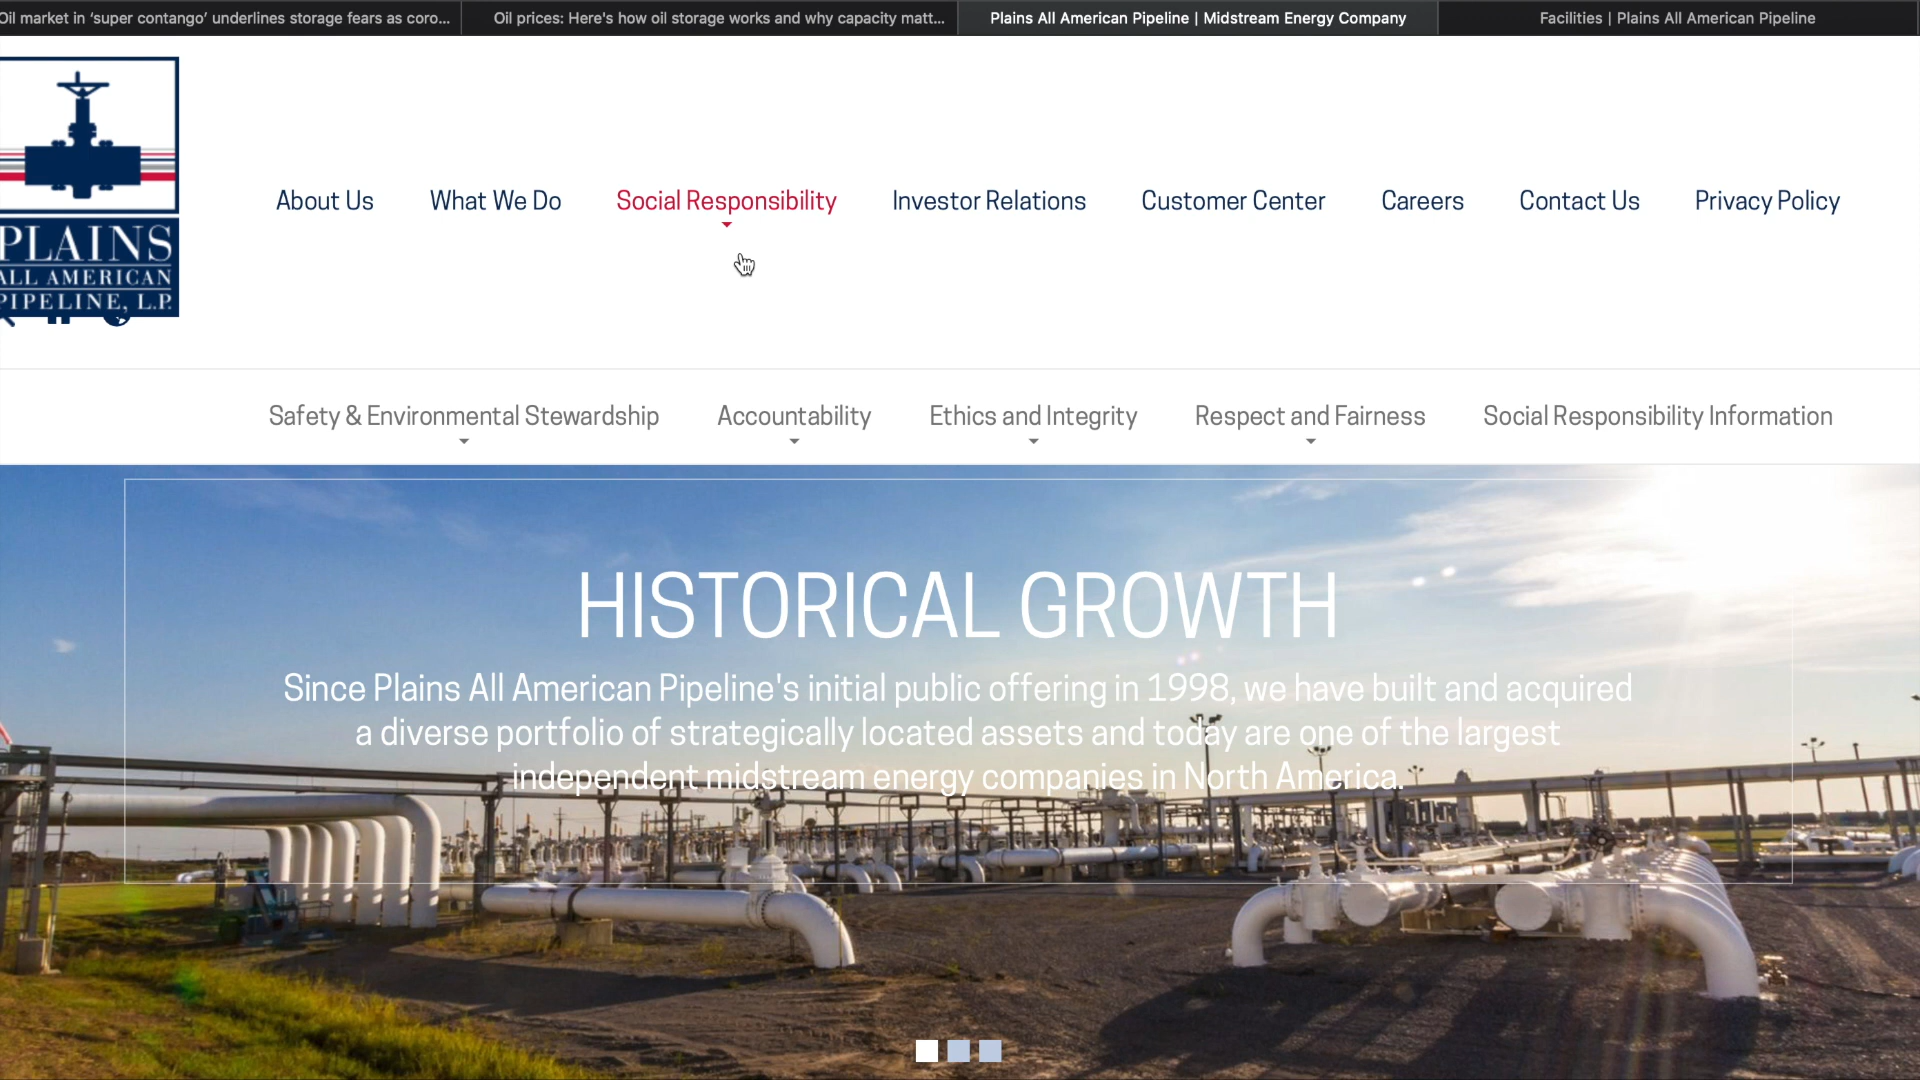 Oil market in ‘super contango’ underlines storage fears as coro...
Oil prices: Here's how oil storage works and why capacity matt...
Plains All American Pipeline | Midstream Energy Company
Facilities | Plains All American Pipeline
PLAINS
ALL AMERICAN
PIPELINE, L.P.
About Us
What We Do
Social Responsibility
Investor Relations
Customer Center
Careers
Contact Us
Privacy Policy
Safety & Environmental Stewardship
Accountability
Ethics and Integrity
Respect and Fairness
Social Responsibility Information
HISTORICAL GROWTH
Since Plains All American Pipeline's initial public offering in 1998, we have built and acquired
a diverse portfolio of strategically located assets and today are one of the largest
independent midstream energy companies in North America.